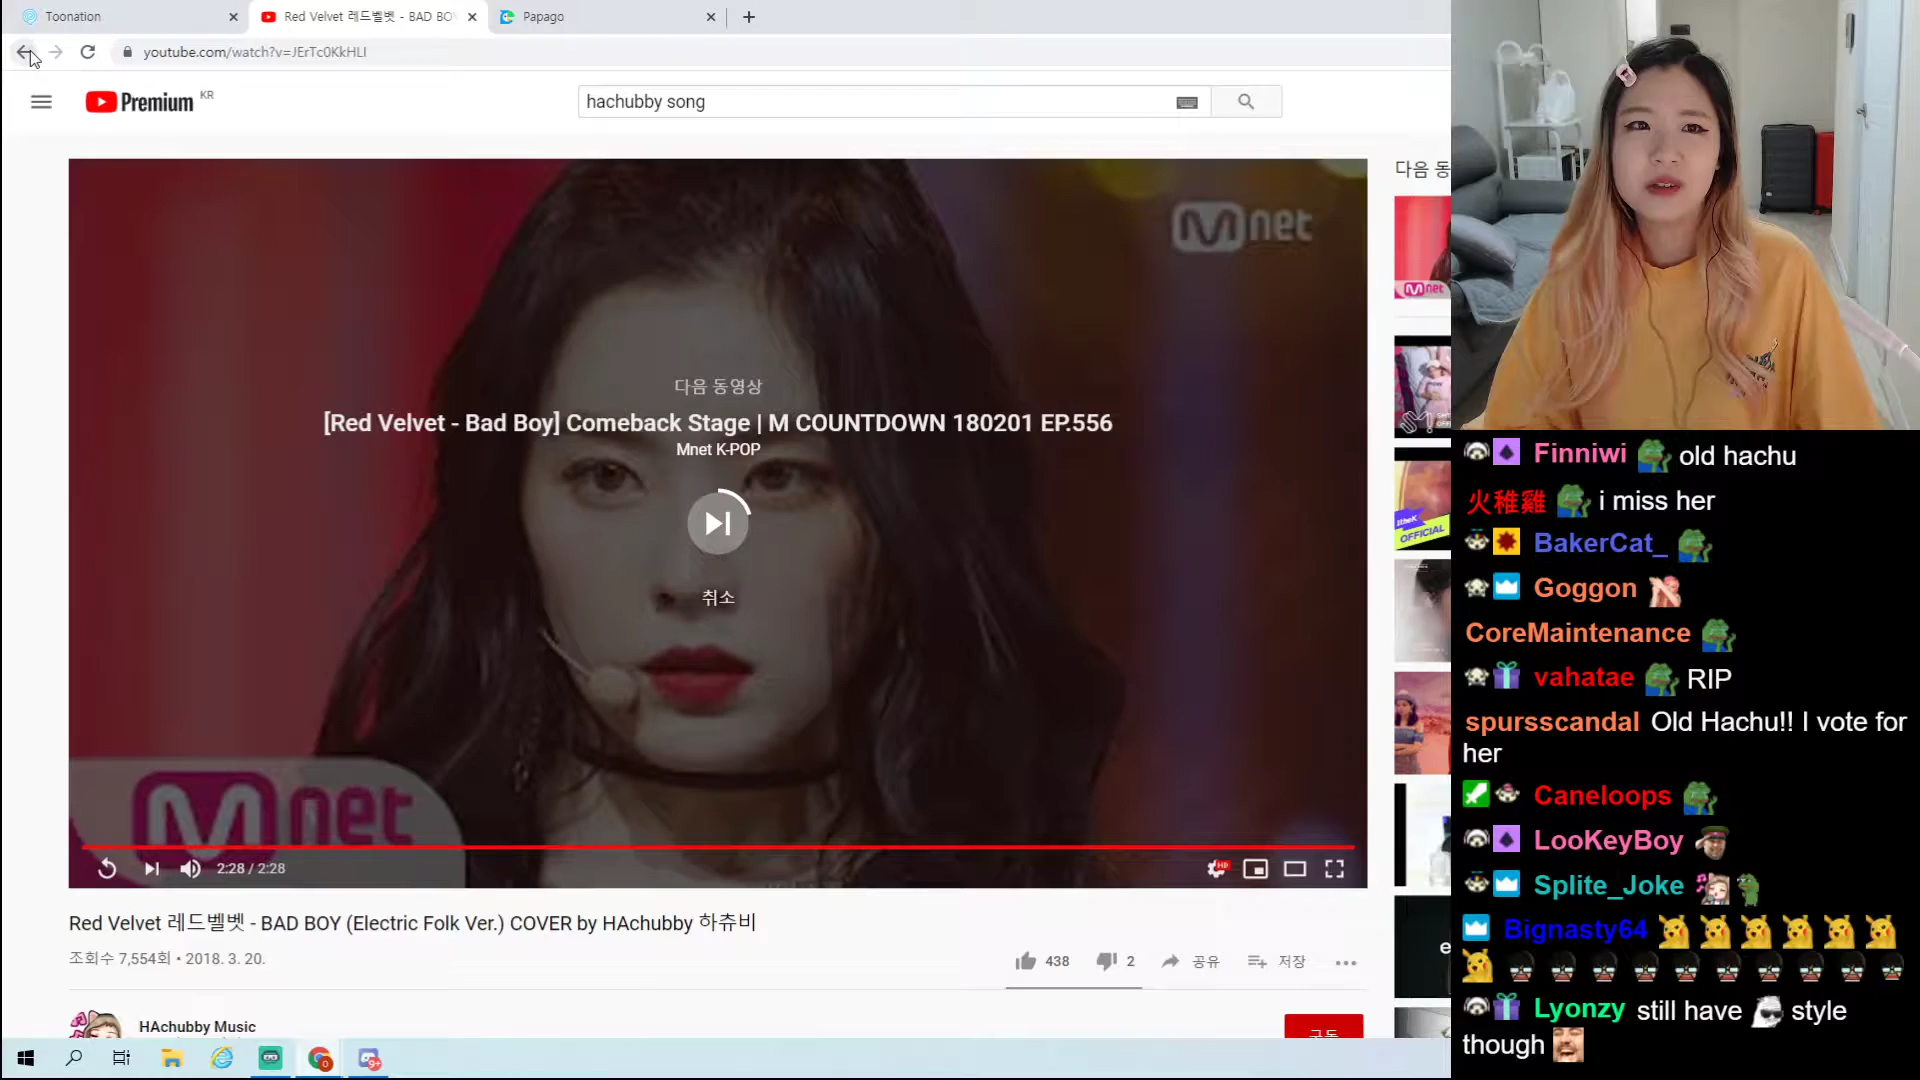 Toonation
Red Velvet 레드벨벳 - BAD BO
Papago
youtube.com/watch?v=JErTc0KkHLI
Premium KR
hachubby song
다음 동
mnet
다음 동영상
[Red Velvet - Bad Boy] Comeback Stage | M COUNTDOWN 180201 EP.556
Mnet K-POP
취소
mnet
2:28 / 2:28
HD
Red Velvet 레드벨벳 - BAD BOY (Electric Folk Ver.) COVER by HAchubby 하츄비
조회수 7,554회 • 2018. 3. 20.
438
2
공유
저장
HAchubby Music
구독
mnet
OFFICIAL
Finniwi old hachu
火稚雞 i miss her
BakerCat_
Goggon
CoreMaintenance
vahatae RIP
spursscandal Old Hachu!! I vote for
her
Caneloops
LooKeyBoy
Splite_Joke
Bignasty64
Lyonzy still have style
though